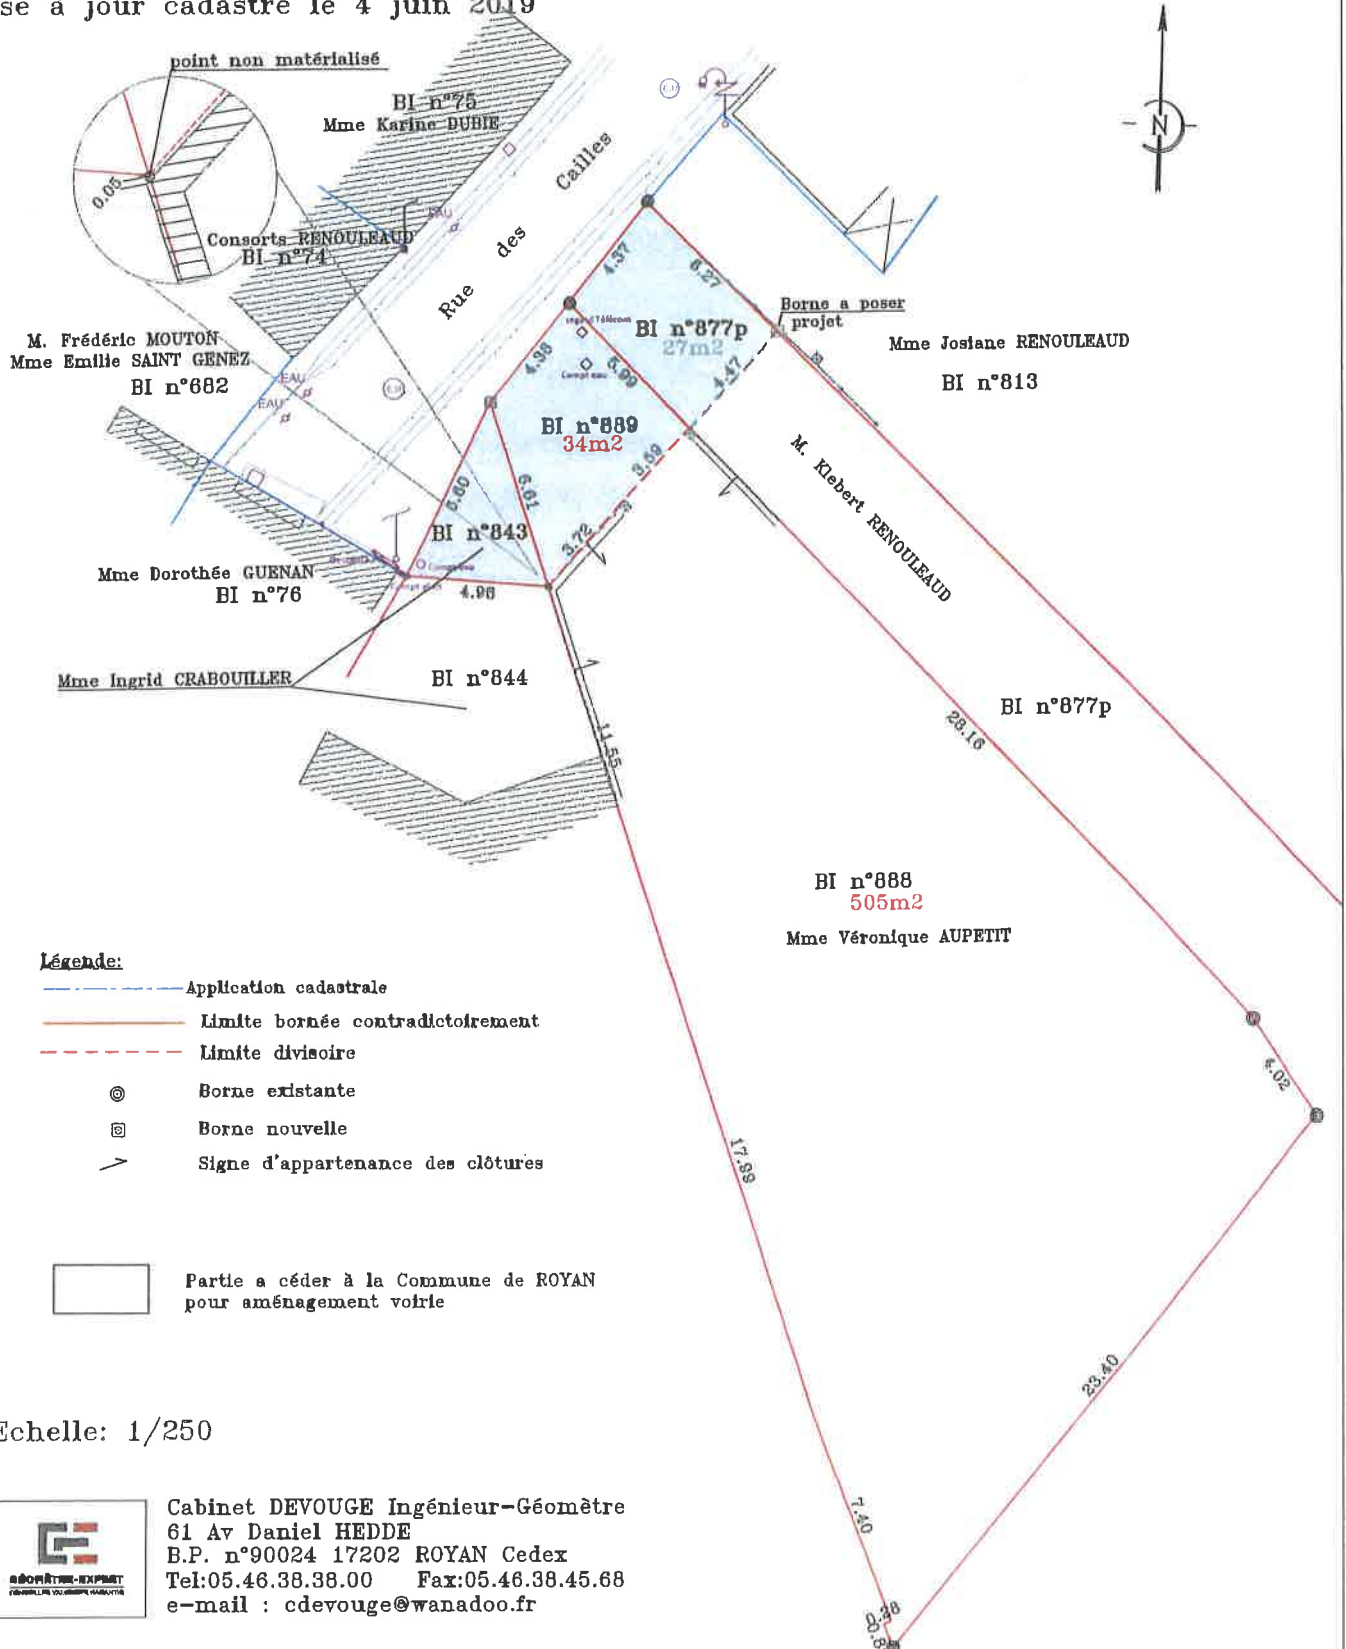 se à jour cadastre le 4 juin 2019
point non matérialisé
0.05
BI n°75
Mme Karine DUBIE
Consorts RENOULEAUD
BI n°74
EAU
Rue des Cailles
M. Frédéric MOUTON
Mme Emilie SAINT GENEZ
BI n°682
EAU
EAU
N
4.37
6.27
Borne a poser
projet
BI n°877p
27m2
Mme Josiane RENOULEAUD
BI n°813
4.36
5.99
4.47
BI n°889
34m2
3.59
M. Klebert RENOULEAUD
5.60
6.61
BI n°843
3.72
Mme Dorothée GUENAN
BI n°76
4.98
Mme Ingrid CRABOUILLER
BI n°844
11.55
28.16
BI n°877p
BI n°888
505m2
Mme Véronique AUPETIT
4.02
17.99
23.40
7.40
0.38
Légende:
Application cadastrale
Limite bornée contradictoirement
Limite divisoire
Borne existante
Borne nouvelle
Signe d'appartenance des clôtures
Partie a céder à la Commune de ROYAN
pour aménagement voirie
Echelle: 1/250
GÉOMÈTRE-EXPERT
Cabinet DEVOUGE Ingénieur-Géomètre
61 Av Daniel HEDDE
B.P. n°90024 17202 ROYAN Cedex
Tel:05.46.38.38.00 Fax:05.46.38.45.68
e-mail : cdevouge@wanadoo.fr